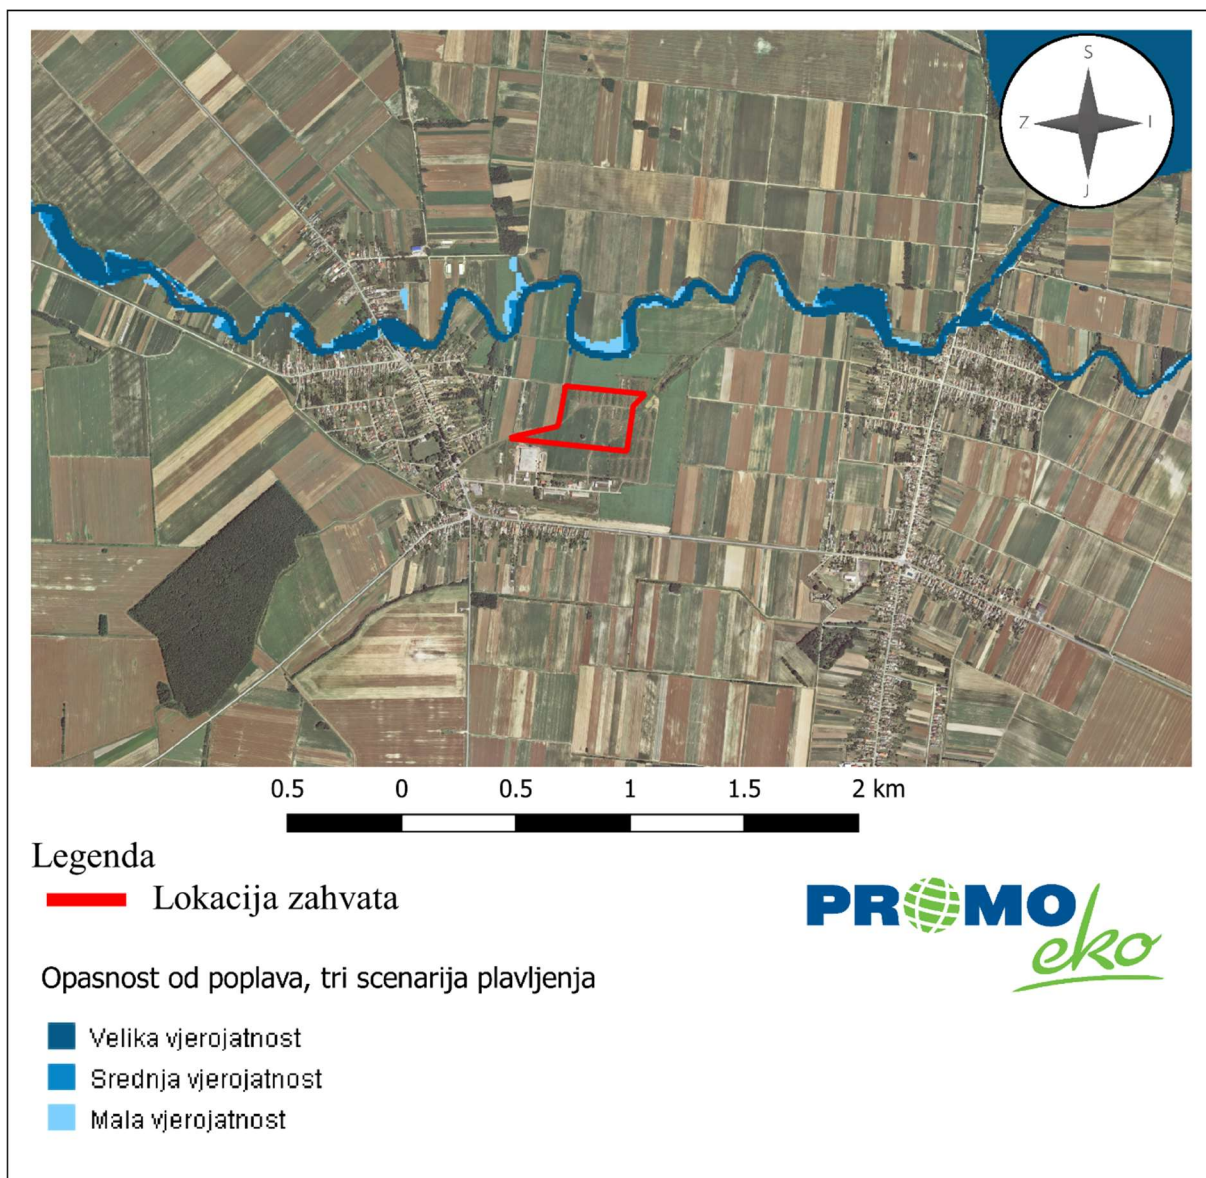 S
Z I
J
0.5 0 0.5 1 1.5 2 km
Legenda
Lokacija zahvata
PROMO
eko
Opasnost od poplava, tri scenarija plavljenja
Velika vjerojatnost
Srednja vjerojatnost
Mala vjerojatnost